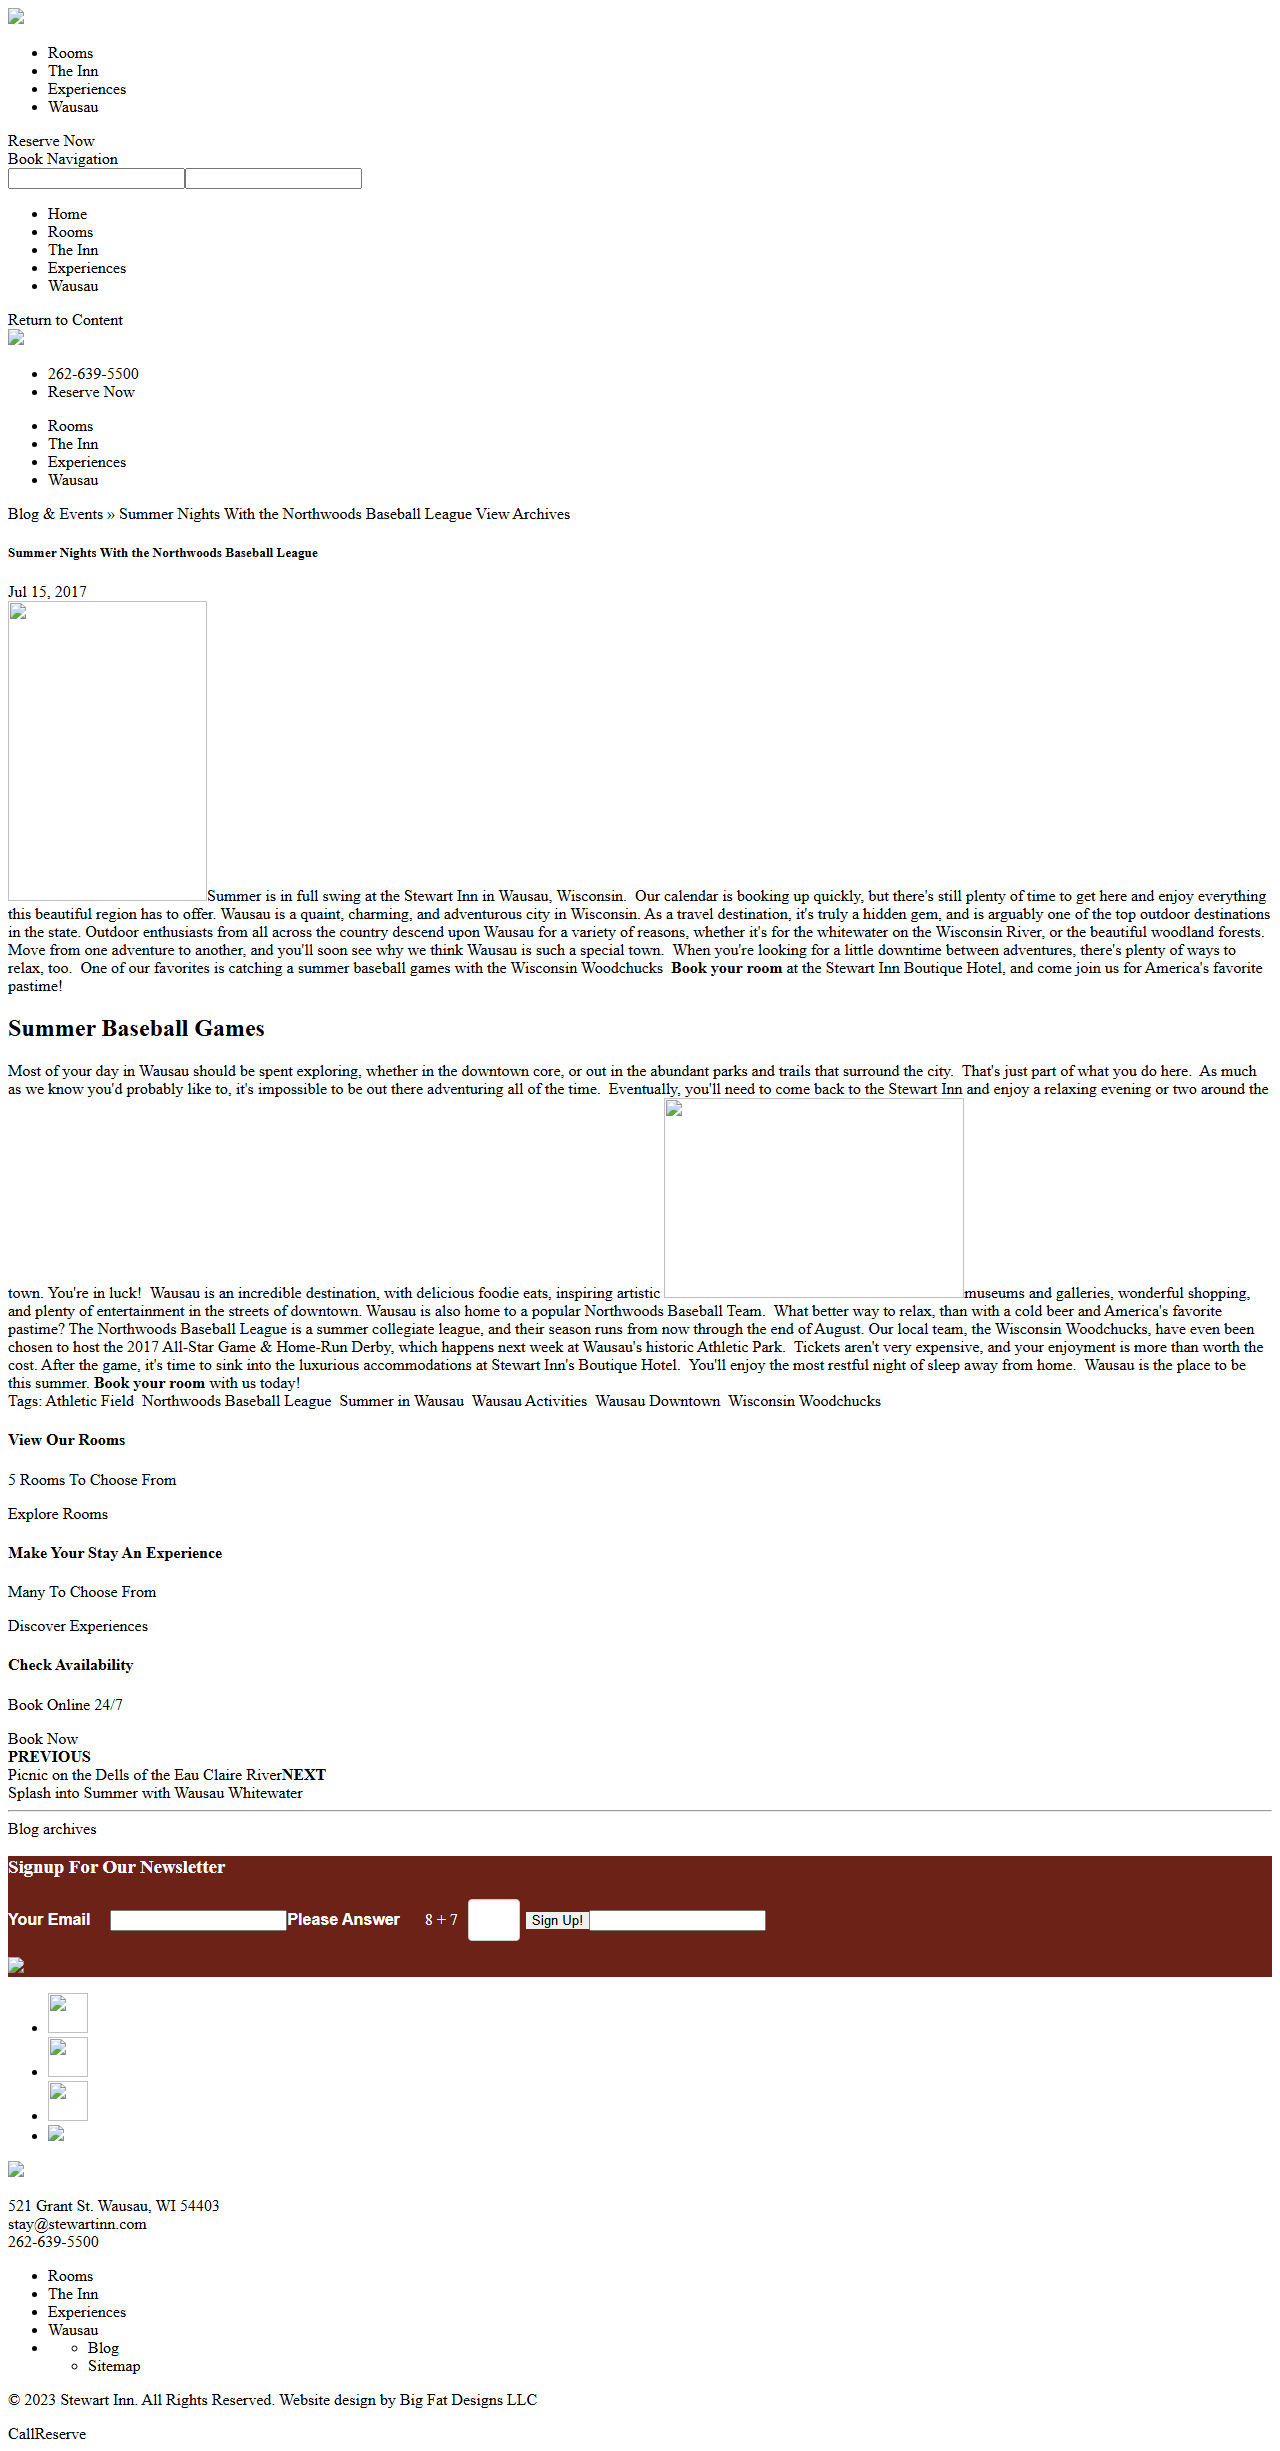 Rooms
The Inn
Experiences
Wausau
Reserve Now
Book Navigation
Home
Rooms
The Inn
Experiences
Wausau
Return to Content
262-639-5500
Reserve Now
Rooms
The Inn
Experiences
Wausau
Blog & Events » Summer Nights With the Northwoods Baseball League View Archives
Summer Nights With the Northwoods Baseball League
Jul 15, 2017
Summer is in full swing at the Stewart Inn in Wausau, Wisconsin.  Our calendar is booking up quickly, but there's still plenty of time to get here and enjoy everything
this beautiful region has to offer. Wausau is a quaint, charming, and adventurous city in Wisconsin. As a travel destination, it's truly a hidden gem, and is arguably one of the top outdoor destinations
in the state. Outdoor enthusiasts from all across the country descend upon Wausau for a variety of reasons, whether it's for the whitewater on the Wisconsin River, or the beautiful woodland forests.
Move from one adventure to another, and you'll soon see why we think Wausau is such a special town.  When you're looking for a little downtime between adventures, there's plenty of ways to
relax, too.  One of our favorites is catching a summer baseball games with the Wisconsin Woodchucks  Book your room at the Stewart Inn Boutique Hotel, and come join us for America's favorite
pastime!
Summer Baseball Games
Most of your day in Wausau should be spent exploring, whether in the downtown core, or out in the abundant parks and trails that surround the city.  That's just part of what you do here.  As much
as we know you'd probably like to, it's impossible to be out there adventuring all of the time.  Eventually, you'll need to come back to the Stewart Inn and enjoy a relaxing evening or two around the
town. You're in luck!  Wausau is an incredible destination, with delicious foodie eats, inspiring artistic museums and galleries, wonderful shopping,
and plenty of entertainment in the streets of downtown. Wausau is also home to a popular Northwoods Baseball Team.  What better way to relax, than with a cold beer and America's favorite
pastime? The Northwoods Baseball League is a summer collegiate league, and their season runs from now through the end of August. Our local team, the Wisconsin Woodchucks, have even been
chosen to host the 2017 All-Star Game & Home-Run Derby, which happens next week at Wausau's historic Athletic Park.  Tickets aren't very expensive, and your enjoyment is more than worth the
cost. After the game, it's time to sink into the luxurious accommodations at Stewart Inn's Boutique Hotel.  You'll enjoy the most restful night of sleep away from home.  Wausau is the place to be
this summer. Book your room with us today!
Tags: Athletic Field  Northwoods Baseball League  Summer in Wausau  Wausau Activities  Wausau Downtown  Wisconsin Woodchucks
View Our Rooms
5 Rooms To Choose From
Explore Rooms
Make Your Stay An Experience
Many To Choose From
Discover Experiences
Check Availability
Book Online 24/7
Book Now
PREVIOUS
Picnic on the Dells of the Eau Claire RiverNEXT
Splash into Summer with Wausau Whitewater
Blog archives
Signup For Our Newsletter
Your Email Please Answer 8 + 7 Sign Up!
521 Grant St. Wausau, WI 54403
stay@stewartinn.com
262-639-5500
Rooms
The Inn
Experiences
Wausau
Blog
Sitemap
© 2023 Stewart Inn. All Rights Reserved. Website design by Big Fat Designs LLC
CallReserve